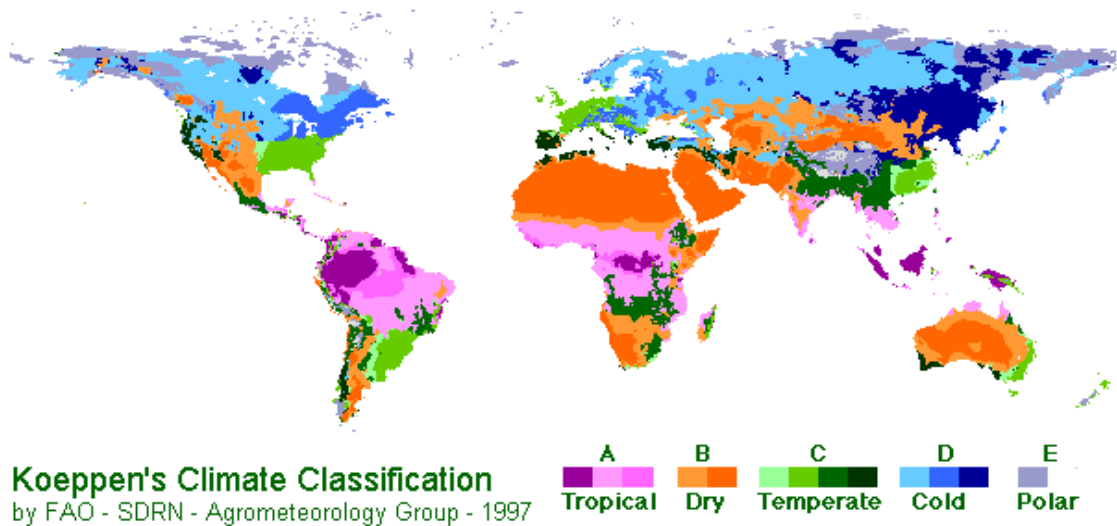 A B C D E
Tropical Dry Temperate Cold Polar
Koeppen's Climate Classification
by FAO - SDRN - Agrometeorology Group - 1997